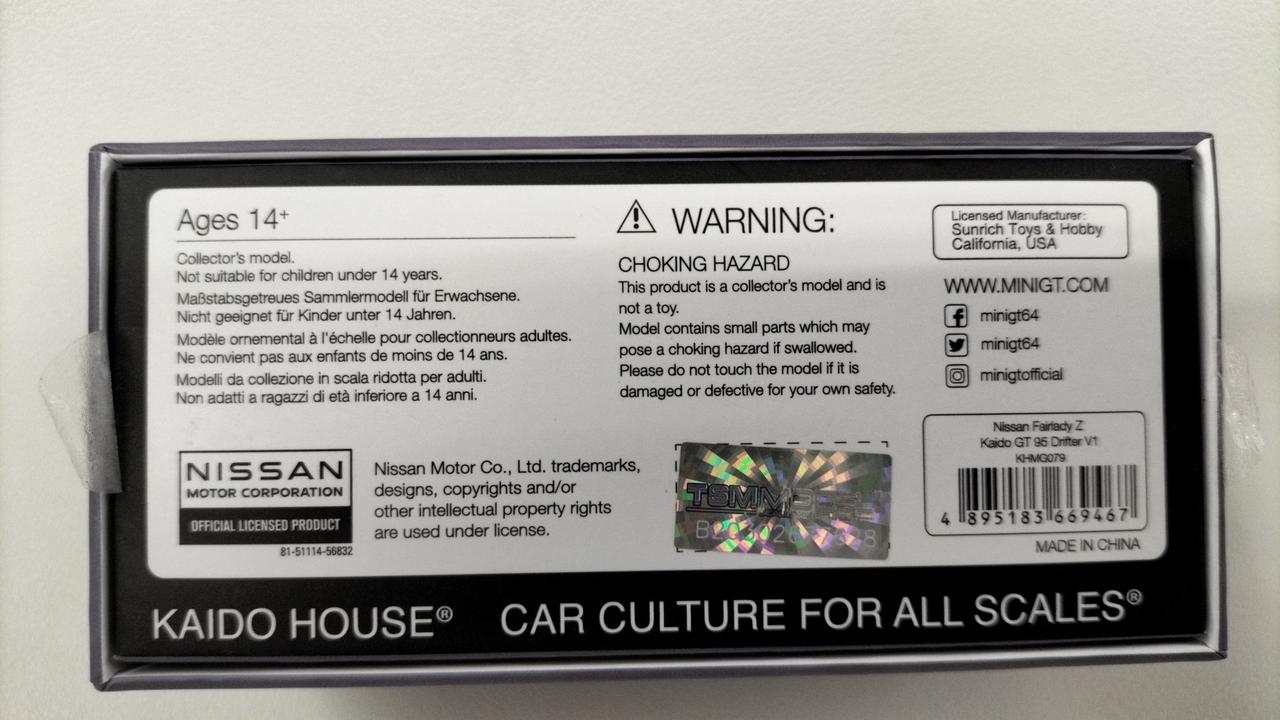 Ages 14+
Collector's model.
Not suitable for children under 14 years.
Maßstabsgetreues Sammlermodell für Erwachsene.
Nicht geeignet für Kinder unter 14 Jahren.
Modèle ornemental à l'échelle pour collectionneurs adultes.
Ne convient pas aux enfants de moins de 14 ans.
Modelli da collezione in scala ridotta per adulti.
Non adatti a ragazzi di età inferiore a 14 anni.
NISSAN
MOTOR CORPORATION
OFFICIAL LICENSED PRODUCT
81-51114-56832
Nissan Motor Co., Ltd. trademarks,
designs, copyrights and/or
other intellectual property rights
are used under license.
WARNING:
CHOKING HAZARD
This product is a collector's model and is
not a toy.
Model contains small parts which may
pose a choking hazard if swallowed.
Please do not touch the model if it is
damaged or defective for your own safety.
Licensed Manufacturer:
Sunrich Toys & Hobby
California, USA
WWW.MINIGT.COM
minigt64
minigt64
minigtofficial
Nissan Fairlady Z
Kaido GT 95 Drifter V1
KHMG079
4 895183 669467
MADE IN CHINA
KAIDO HOUSE® CAR CULTURE FOR ALL SCALES®